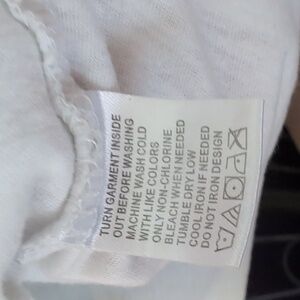 TURN GARMENT INSIDE
OUT BEFORE WASHING
MACHINE WASH COLD
WITH LIKE COLORS
ONLY NON-CHLORINE
BLEACH WHEN NEEDED
TUMBLE DRY LOW
COOL IRON IF NEEDED
DO NOT IRON DESIGN